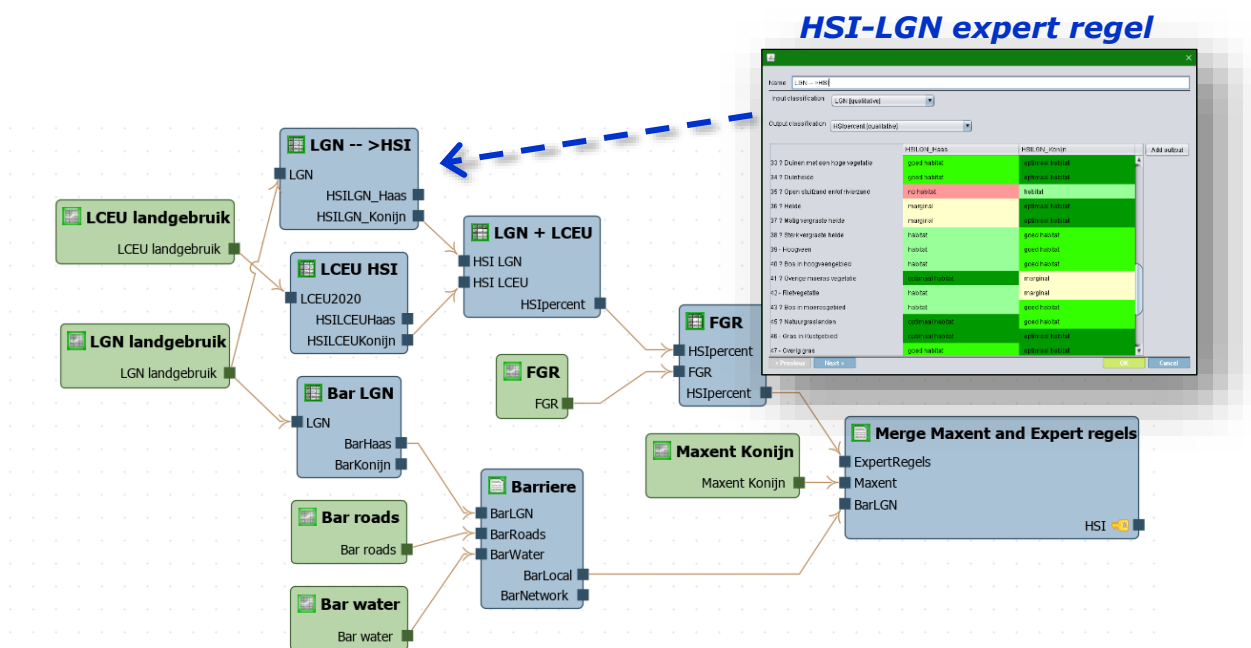 HSI-LGN expert regel
Name LGN -- >HSI
Input classification LGN (qualitative)
Output classification HSIpercent (qualitative)
HSILGN_Haas HSILGN_Konijn Add output
33 ? Duinen met een hoge vegetatie goed habitat optimaal habitat
34 ? Duinheide goed habitat optimaal habitat
35 ? Open stuifzand en/of rivierzand no habitat habitat
36 ? Heide marginal optimaal habitat
37 ? Matig vergraste heide marginal optimaal habitat
38 ? Sterk vergraste heide habitat goed habitat
39 - Hoogveen habitat goed habitat
40 ? Bos in hoogveengebied habitat goed habitat
41 ? Overige moeras vegetatie optimaal habitat marginal
42 - Rietvegetatie habitat marginal
43 ? Bos in moerasgebied habitat goed habitat
45 ? Natuurgraslanden optimaal habitat goed habitat
46 - Gras in kustgebied optimaal habitat optimaal habitat
47 - Overig gras goed habitat optimaal habitat
< Previous Next > OK Cancel
LGN -- >HSI
LGN
HSILGN_Haas
HSILGN_Konijn
LCEU landgebruik
LCEU landgebruik
LGN + LCEU
HSI LGN
HSI LCEU
HSIpercent
LCEU HSI
LCEU2020
HSILCEUHaas
HSILCEUKonijn
LGN landgebruik
LGN landgebruik
FGR
HSIpercent
FGR
HSIpercent
FGR
FGR
Bar LGN
LGN
BarHaas
BarKonijn
Maxent Konijn
Maxent Konijn
Merge Maxent and Expert regels
ExpertRegels
Maxent
BarLGN
HSI
Barriere
BarLGN
BarRoads
BarWater
BarLocal
BarNetwork
Bar roads
Bar roads
Bar water
Bar water